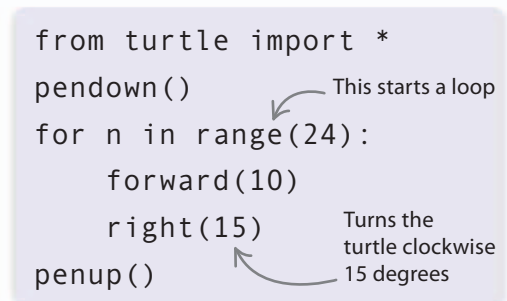 from turtle import *
pendown()
This starts a loop
for n in range(24):
    forward(10)
    right(15)
Turns the
turtle clockwise
15 degrees
penup()